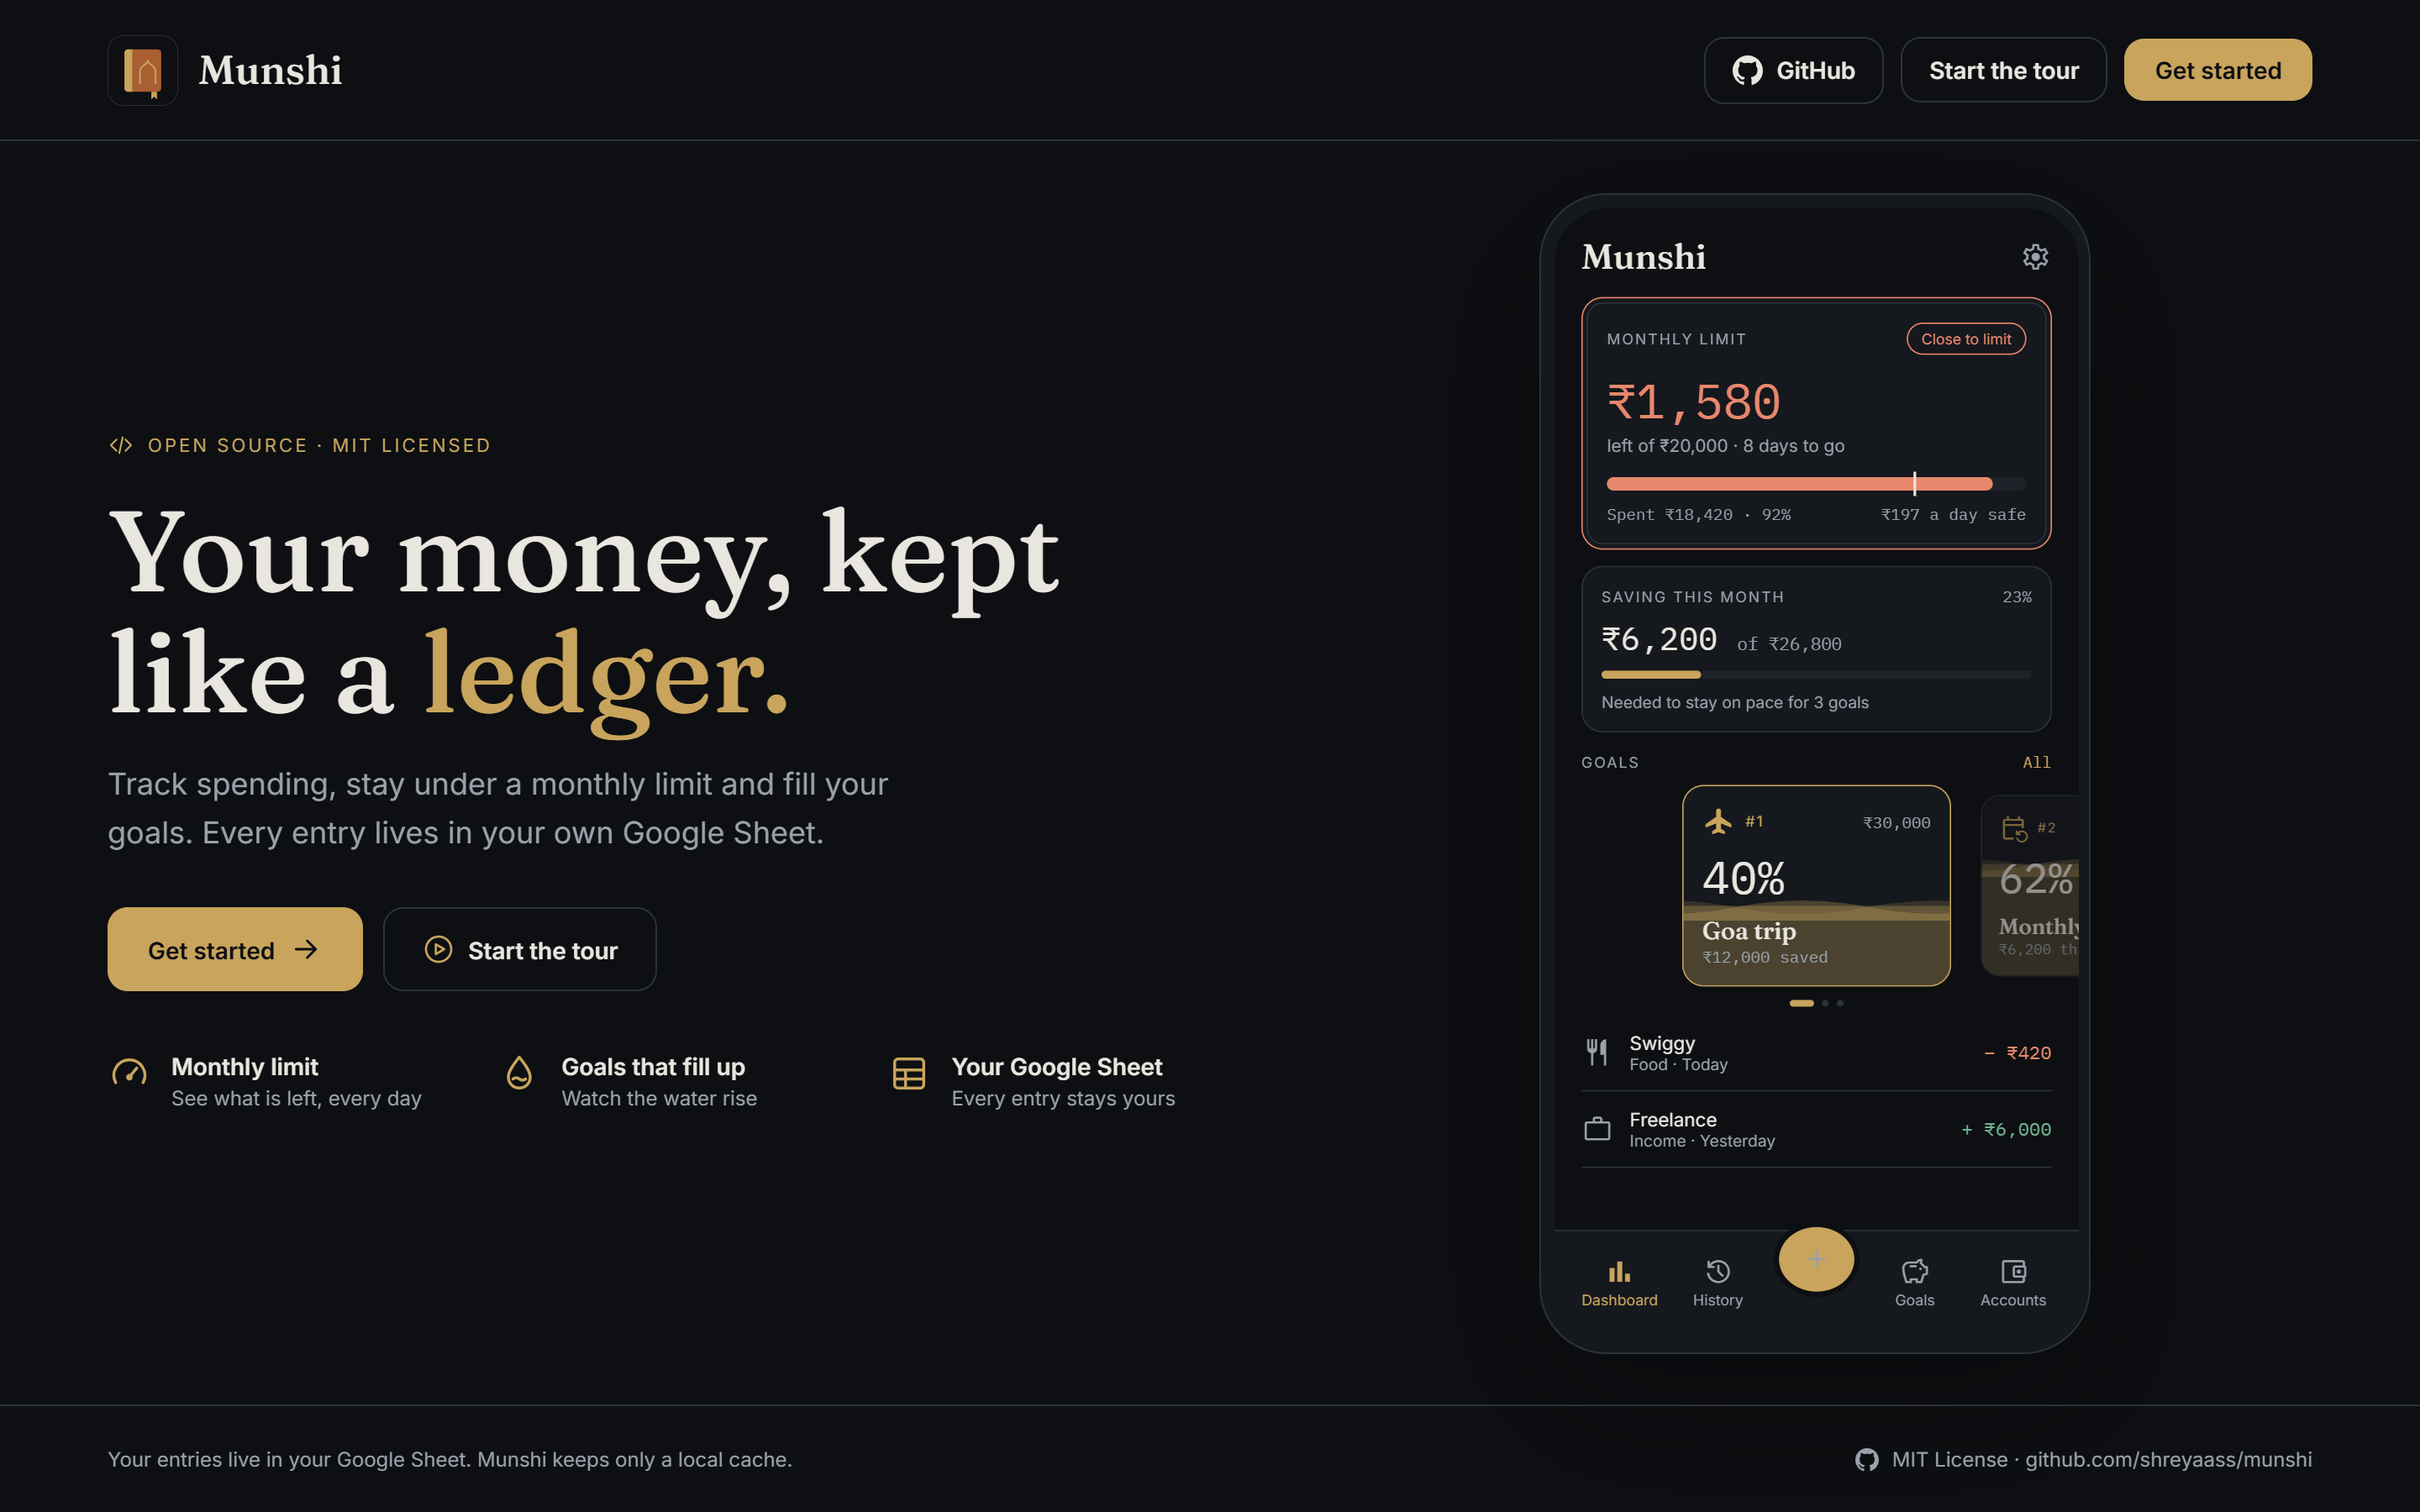 Munshi
GitHub
Start the tour
Get started
OPEN SOURCE · MIT LICENSED
Your money, kept
like a ledger.
Track spending, stay under a monthly limit and fill your
goals. Every entry lives in your own Google Sheet.
Get started
Start the tour
Monthly limit
See what is left, every day
Goals that fill up
Watch the water rise
Your Google Sheet
Every entry stays yours
Munshi
MONTHLY LIMIT
Close to limit
₹1,580
left of ₹20,000 · 8 days to go
Spent ₹18,420 · 92%
₹197 a day safe
SAVING THIS MONTH
23%
₹6,200 of ₹26,800
Needed to stay on pace for 3 goals
GOALS
All
#1
₹30,000
40%
Goa trip
₹12,000 saved
#2
62%
Monthly
₹6,200
Swiggy
Food · Today
− ₹420
Freelance
Income · Yesterday
+ ₹6,000
Dashboard
History
+
Goals
Accounts
Your entries live in your Google Sheet. Munshi keeps only a local cache.
MIT License · github.com/shreyaass/munshi